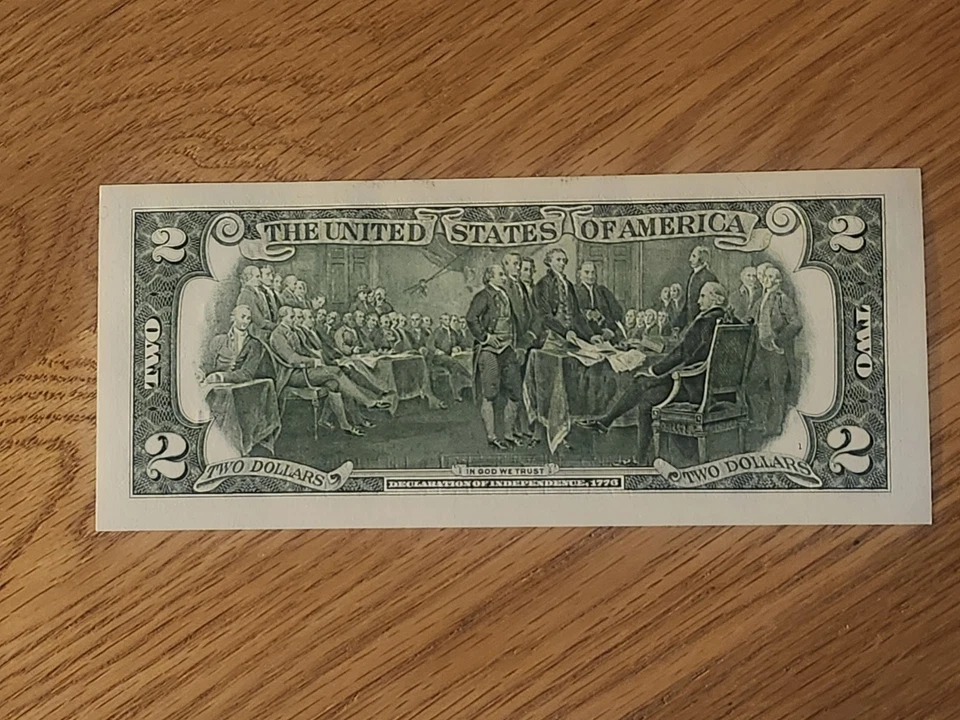 THE UNITED STATES OF AMERICA
2
2
TWO
TWO
2
2
1
TWO DOLLARS
IN GOD WE TRUST
TWO DOLLARS
DECLARATION OF INDEPENDENCE, 1776